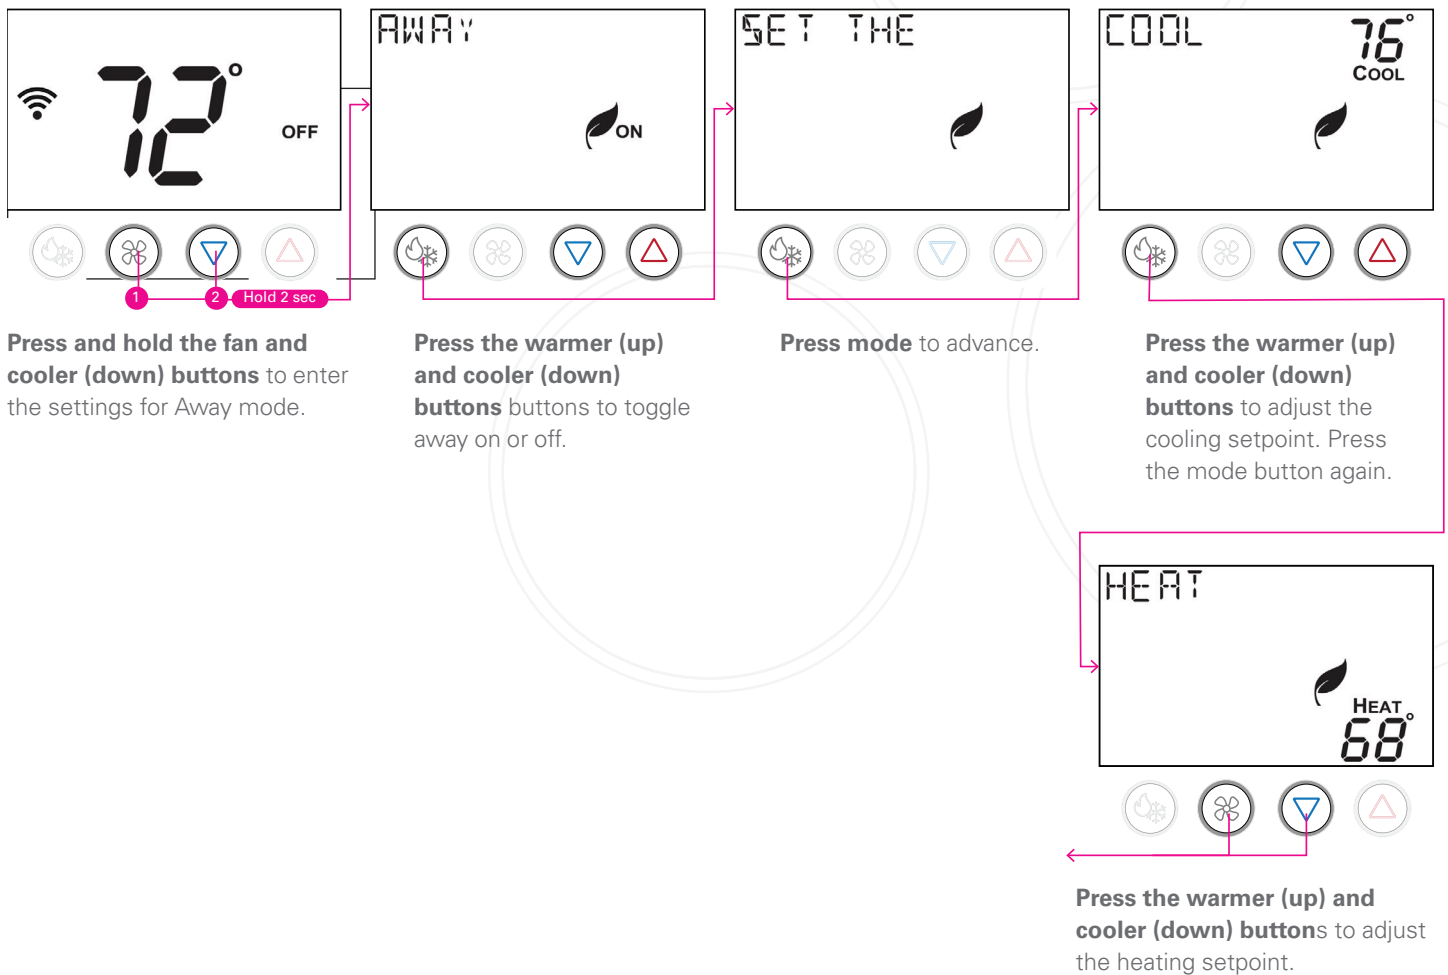 72°
OFF
1
2
Hold 2 sec
Press and hold the fan and
cooler (down) buttons to enter
the settings for Away mode.
AWAY
ON
Press the warmer (up)
and cooler (down)
buttons buttons to toggle
away on or off.
SET THE
Press mode to advance.
COOL
76°
COOL
Press the warmer (up)
and cooler (down)
buttons to adjust the
cooling setpoint. Press
the mode button again.
HEAT
HEAT
68°
Press the warmer (up) and
cooler (down) buttons to adjust
the heating setpoint.